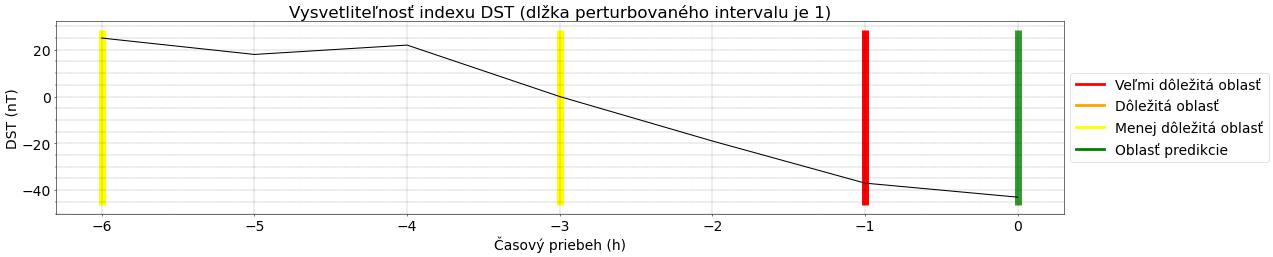 Vysvetliteľnosť indexu DST (dlžka perturbovaného intervalu je 1)
20
0
−20
−40
DST (nT)
−6 −5 −4 −3 −2 −1 0
Časový priebeh (h)
Veľmi dôležitá oblasť
Dôležitá oblasť
Menej dôležitá oblasť
Oblasť predikcie